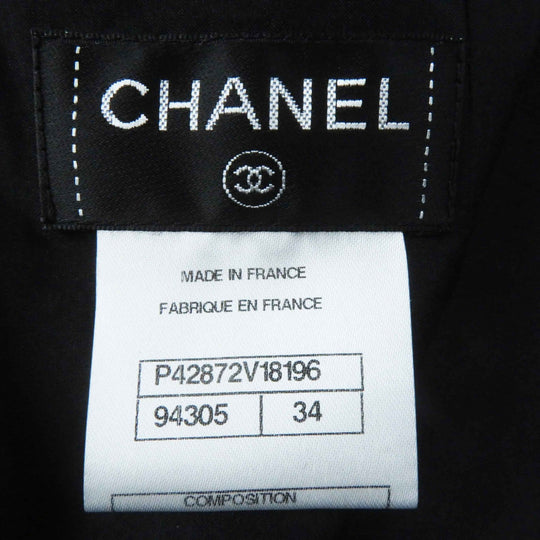 CHANEL
MADE IN FRANCE
FABRIQUE EN FRANCE
P42872V18196
94305 34
COMPOSITION